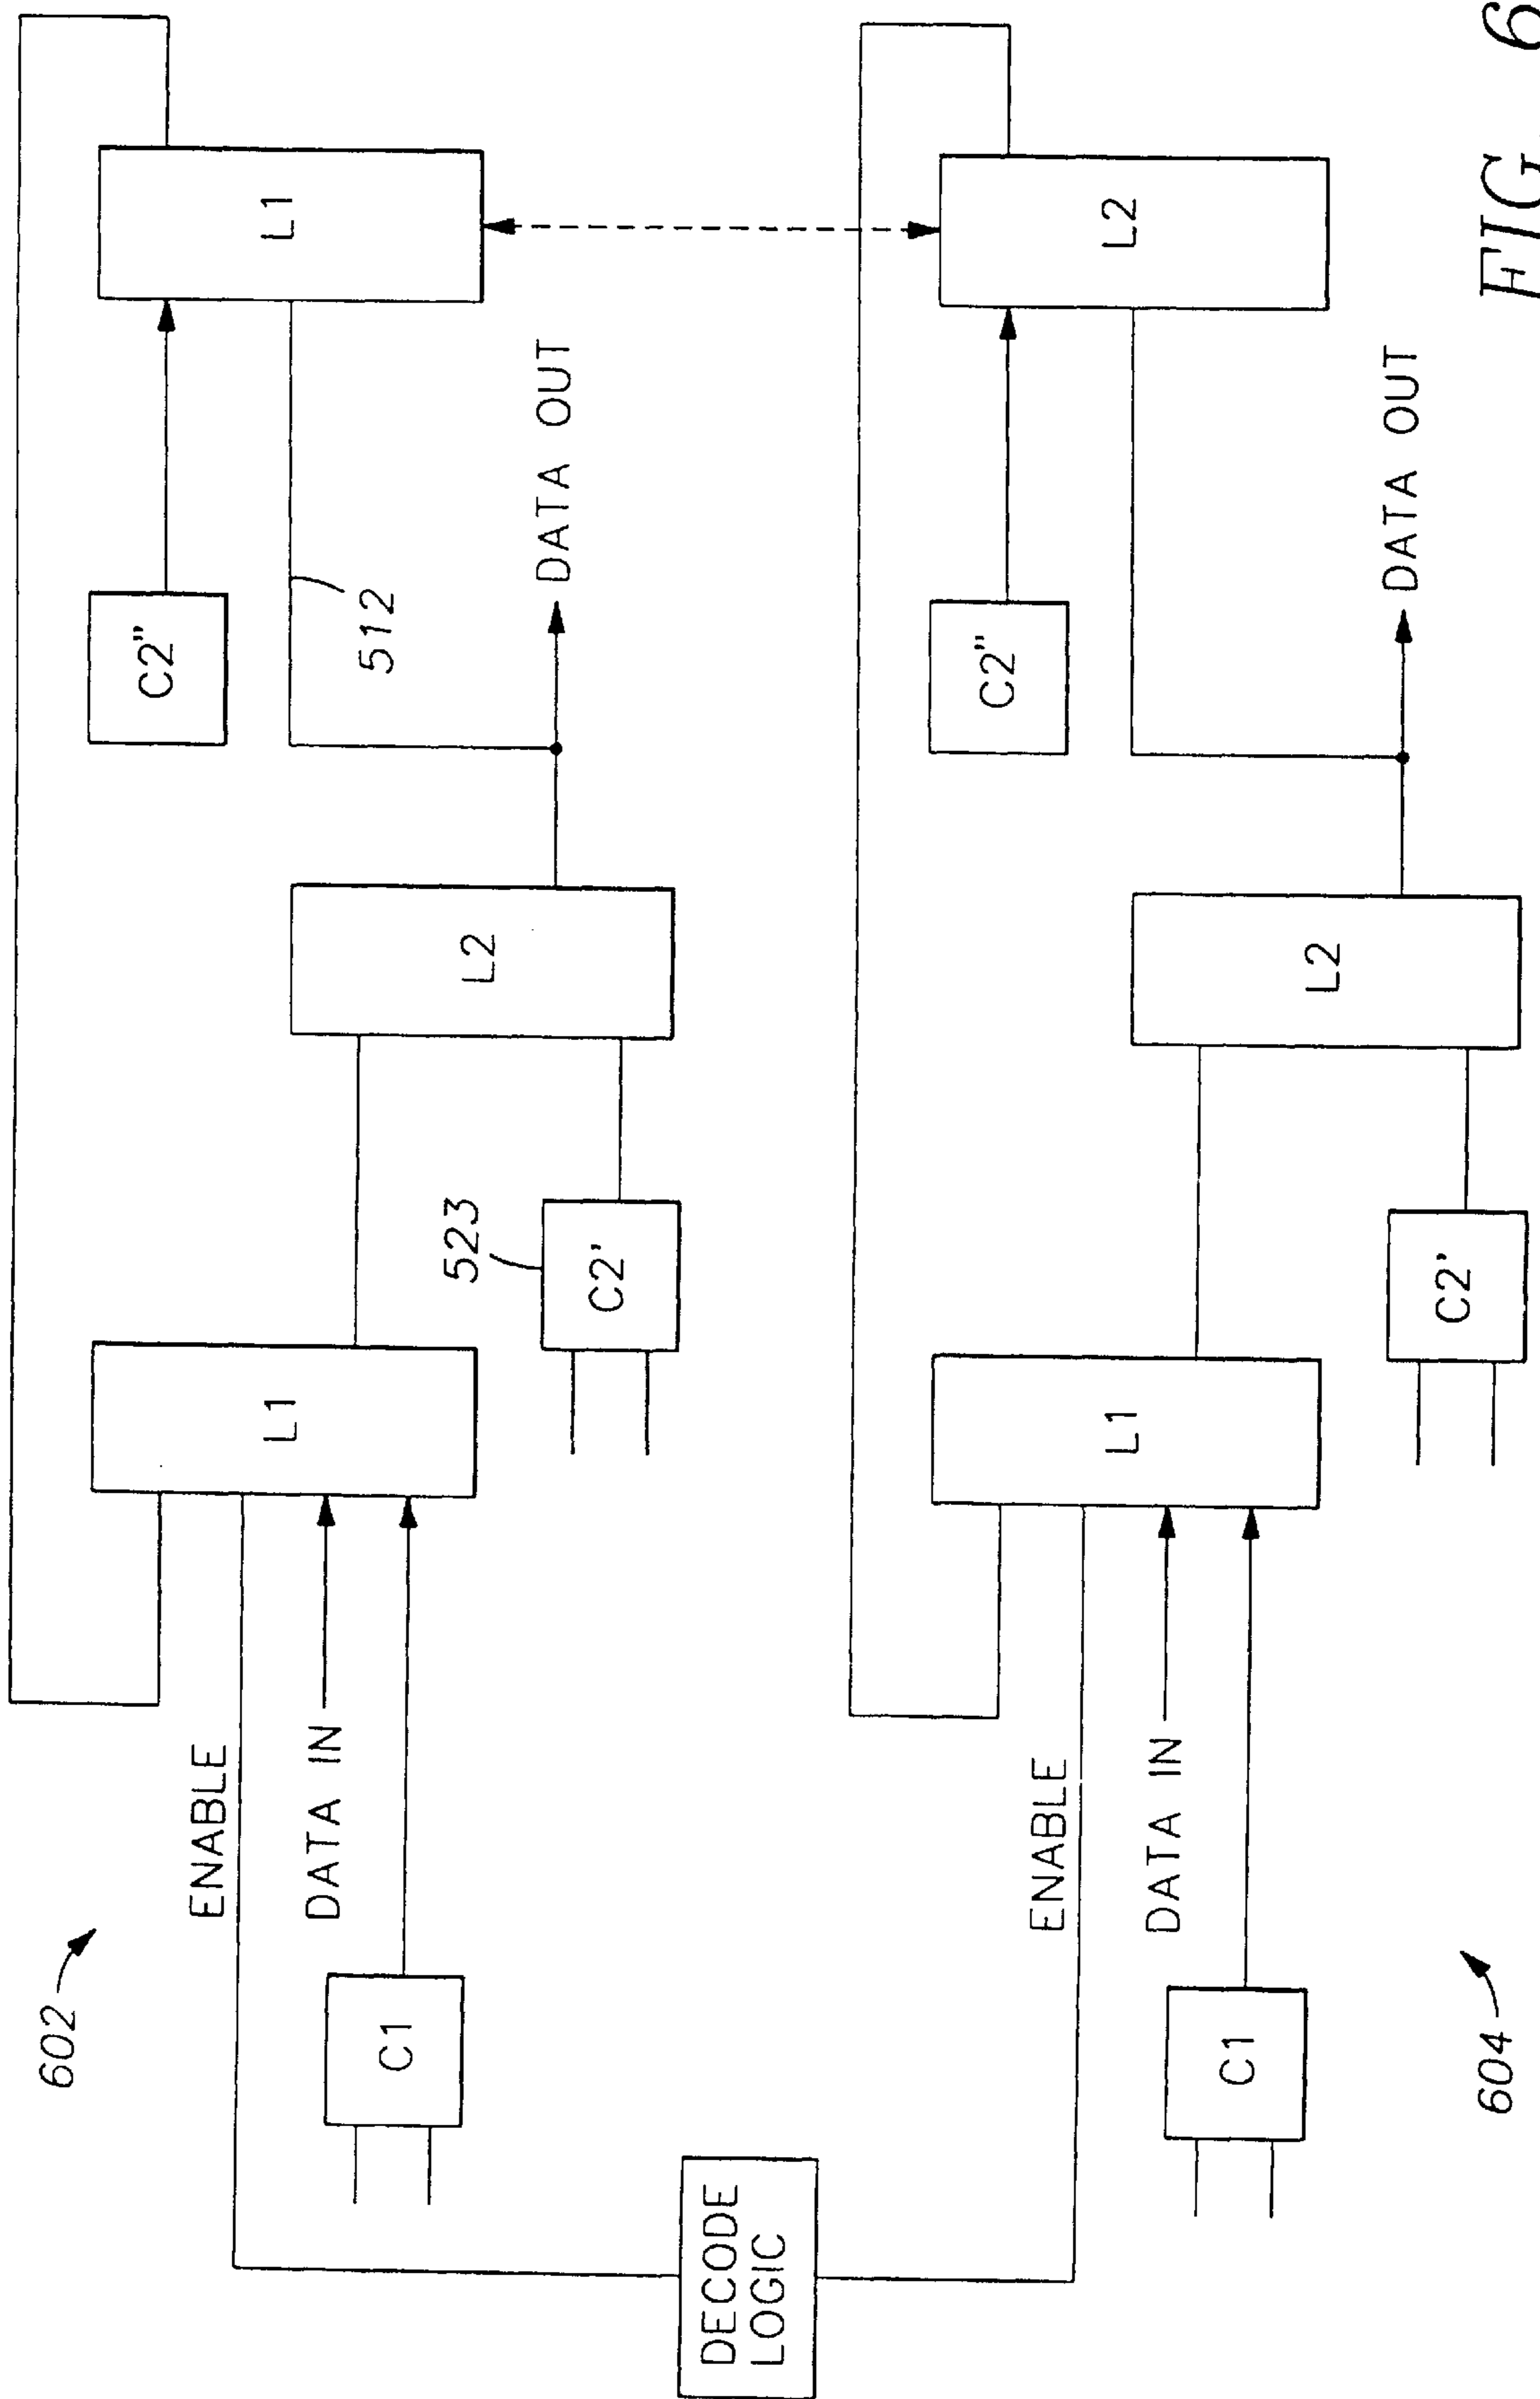 602
ENABLE
DATA IN
C1
L1
523
C2'
L2
C2"
512
DATA OUT
L1
DECODE
LOGIC
604
ENABLE
DATA IN
C1
L1
C2'
L2
C2"
DATA OUT
L2
FIG. 6